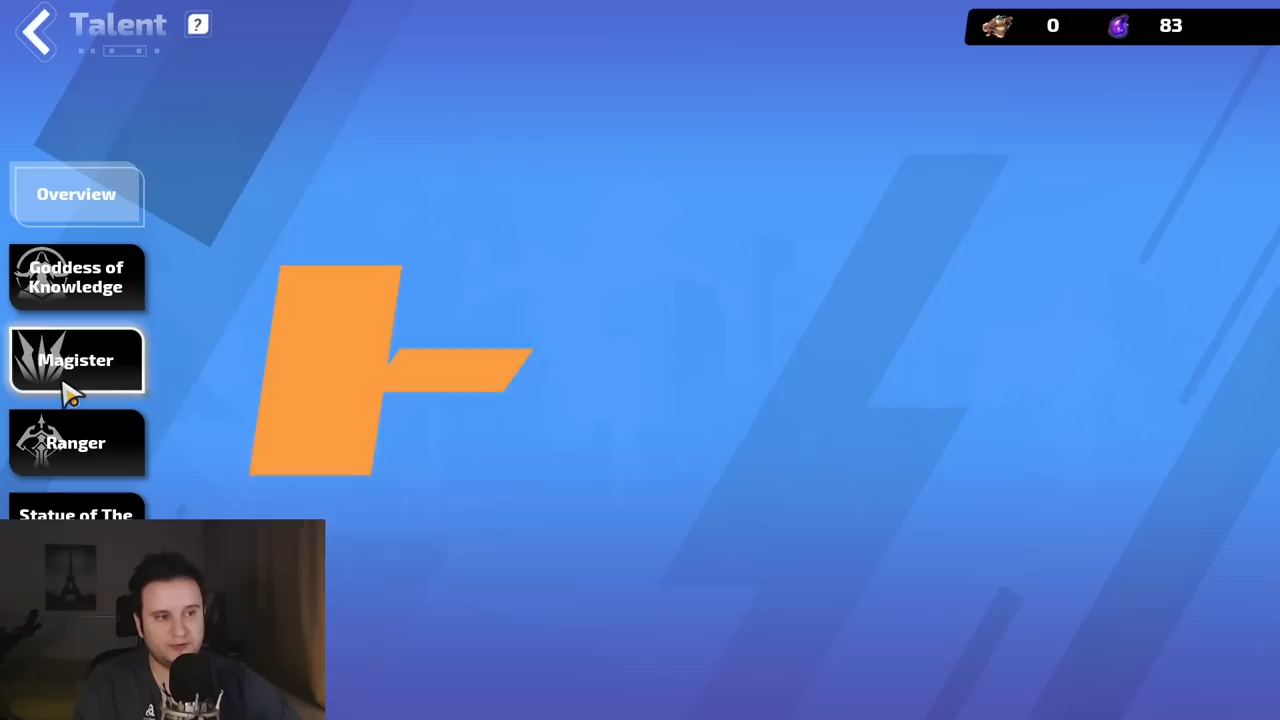 Talent
?
0
83
Overview
Goddess of
Knowledge
Magister
Ranger
Statue of The